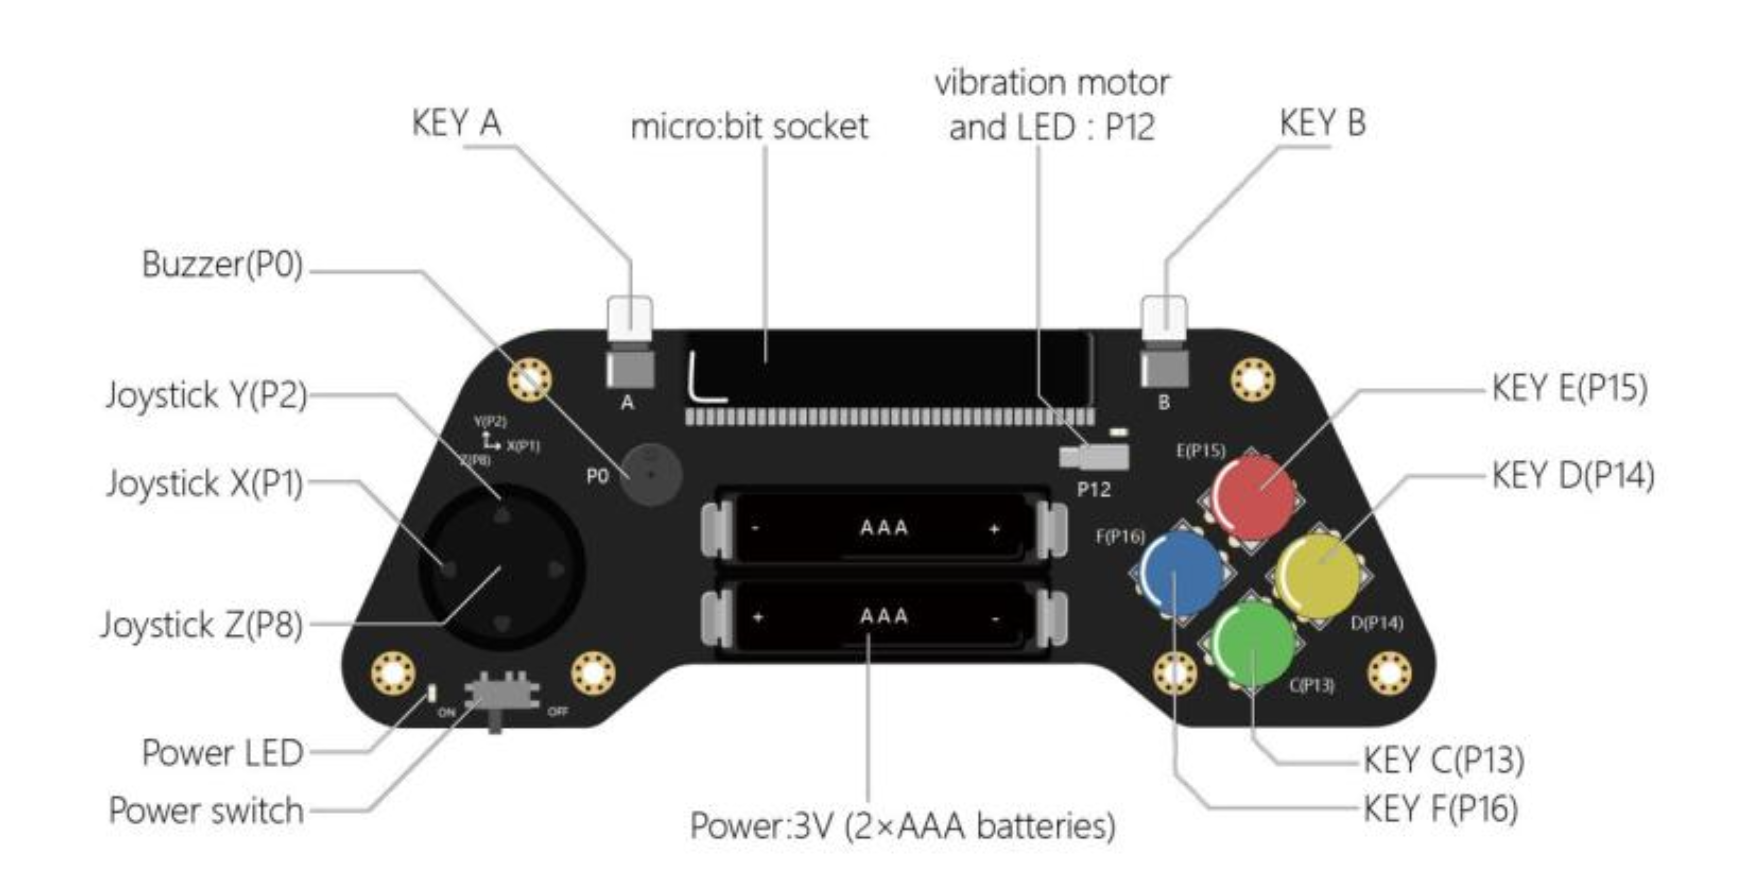 vibration motor
and LED : P12
KEY A
micro:bit socket
KEY B
Buzzer(P0)
Joystick Y(P2)
KEY E(P15)
A
B
Y(P2)
X(P1)
Z(P8)
E(P15)
Joystick X(P1)
P0
P12
KEY D(P14)
- AAA +
F(P16)
+ AAA -
Joystick Z(P8)
D(P14)
C(P13)
ON
OFF
Power LED
KEY C(P13)
Power switch
KEY F(P16)
Power:3V (2×AAA batteries)